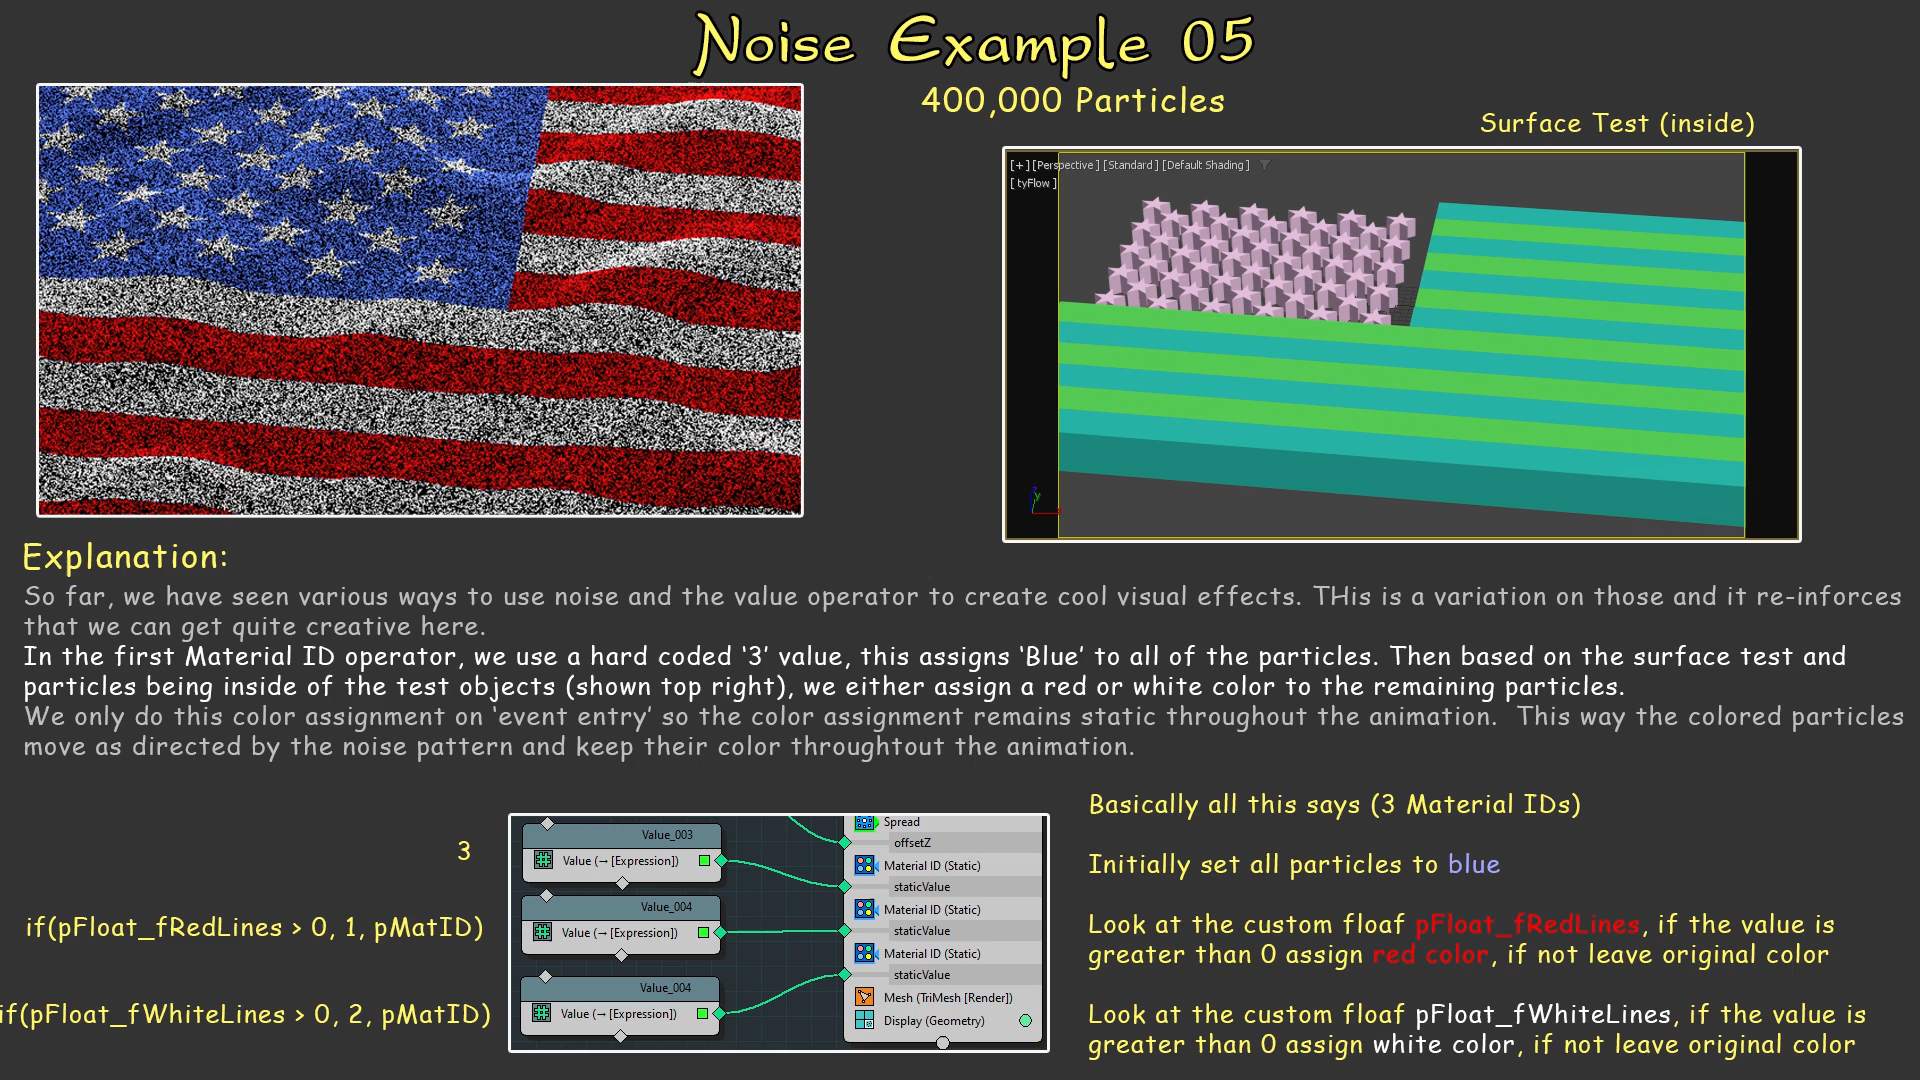 Noise Example 05
400,000 Particles
Surface Test (inside)
[+] [Perspective] [Standard] [Default Shading]
[ tyFlow ]
y
Explanation:
So far, we have seen various ways to use noise and the value operator to create cool visual effects. THis is a variation on those and it re-inforces
that we can get quite creative here.
In the first Material ID operator, we use a hard coded ‘3’ value, this assigns ‘Blue’ to all of the particles. Then based on the surface test and
particles being inside of the test objects (shown top right), we either assign a red or white color to the remaining particles.
We only do this color assignment on ‘event entry’ so the color assignment remains static throughout the animation. This way the colored particles
move as directed by the noise pattern and keep their color throughtout the animation.
3
if(pFloat_fRedLines > 0, 1, pMatID)
if(pFloat_fWhiteLines > 0, 2, pMatID)
Value_003
Value (→ [Expression])
Value_004
Value (→ [Expression])
Value_004
Value (→ [Expression])
Spread
offsetZ
Material ID (Static)
staticValue
Material ID (Static)
staticValue
Material ID (Static)
staticValue
Mesh (TriMesh [Render])
Display (Geometry)
Basically all this says (3 Material IDs)
Initially set all particles to blue
Look at the custom floaf pFloat_fRedLines, if the value is
greater than 0 assign red color, if not leave original color
Look at the custom floaf pFloat_fWhiteLines, if the value is
greater than 0 assign white color, if not leave original color